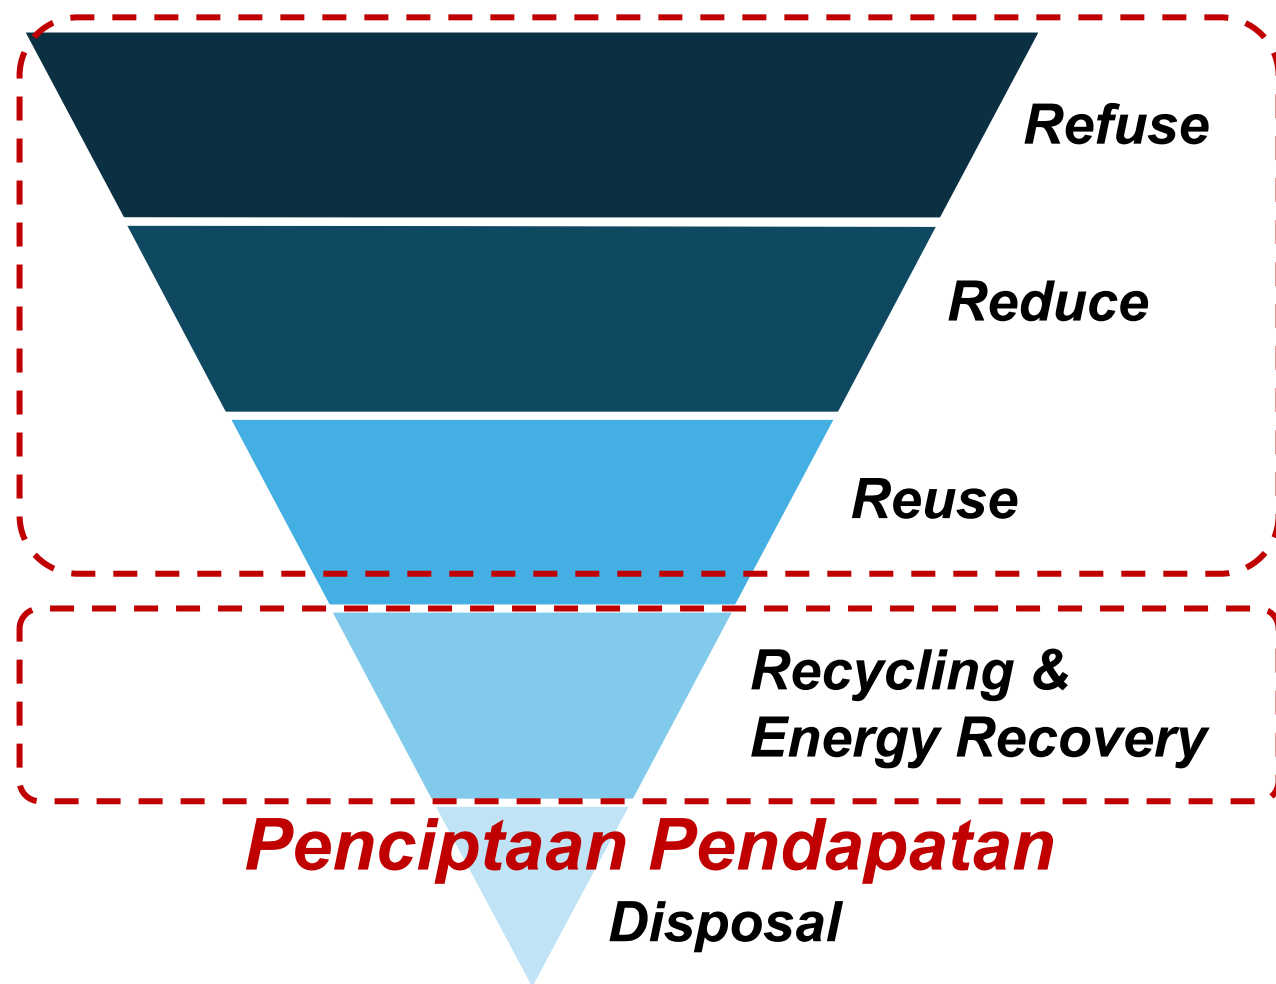 Refuse
Reduce
Reuse
Recycling &
Energy Recovery
Penciptaan Pendapatan
Disposal